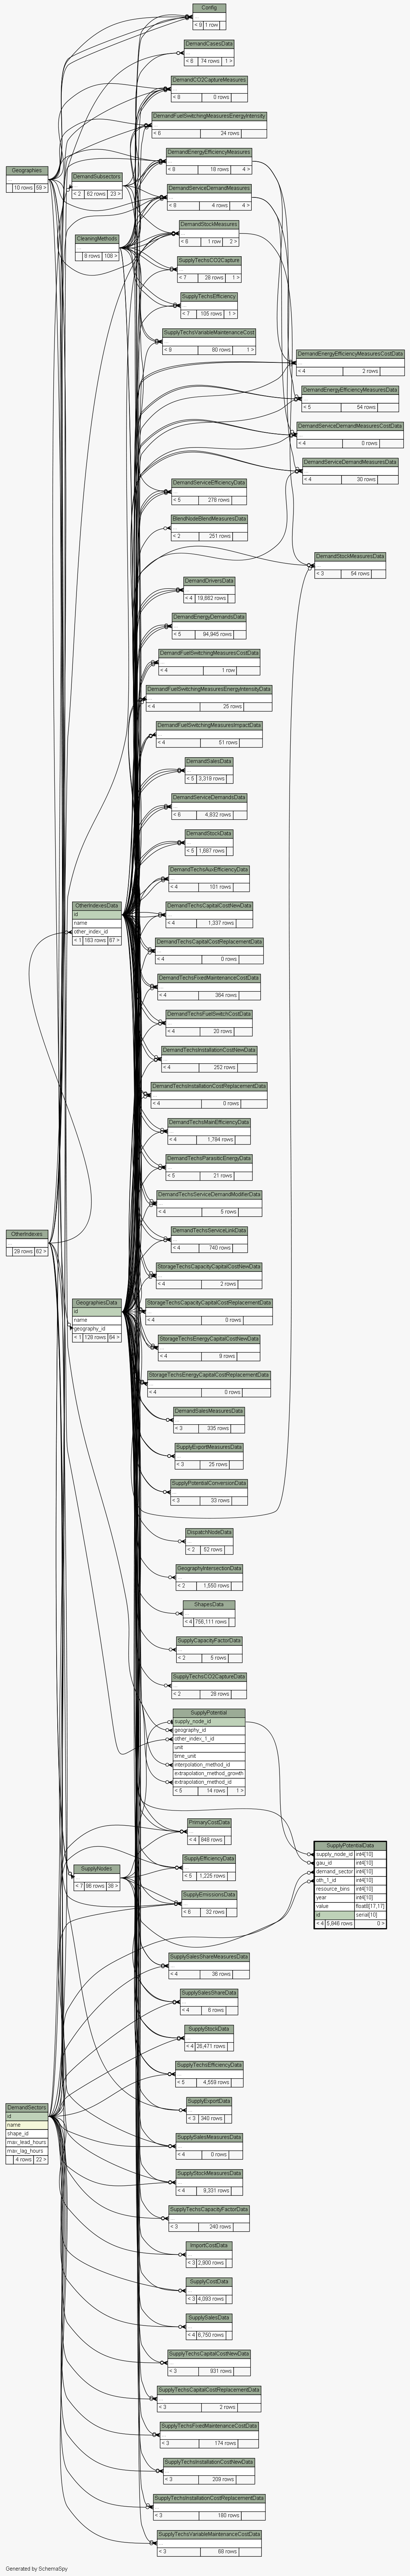 Config
< 9 1 row
DemandCasesData
< 6 74 rows 1 >
DemandCO2CaptureMeasures
...
< 8 0 rows
DemandFuelSwitchingMeasuresEnergyIntensity
...
< 6 24 rows
DemandEnergyEfficiencyMeasures
...
< 8 18 rows 4 >
Geographies
...
10 rows 59 >
DemandSubsectors
...
< 2 62 rows 23 >
DemandServiceDemandMeasures
...
< 8 4 rows 4 >
DemandStockMeasures
...
< 8 1 row 2 >
CleaningMethods
...
8 rows 108 >
SupplyTechsCO2Capture
...
< 7 28 rows 1 >
SupplyTechsEfficiency
...
< 7 105 rows 1 >
SupplyTechsVariableMaintenanceCost
...
< 9 80 rows 1 >
DemandEnergyEfficiencyMeasuresCostData
...
< 4 2 rows
DemandEnergyEfficiencyMeasuresData
...
< 5 54 rows
DemandServiceDemandMeasuresCostData
...
< 4 0 rows
DemandServiceDemandMeasuresData
...
< 4 30 rows
DemandServiceEfficiencyData
...
< 5 278 rows
BlendNodeBlendMeasuresData
...
< 2 251 rows
DemandStockMeasuresData
...
< 3 54 rows
DemandDriversData
...
< 4 19,662 rows
DemandEnergyDemandsData
...
< 5 94,945 rows
DemandFuelSwitchingMeasuresCostData
...
< 4 1 row
DemandFuelSwitchingMeasuresEnergyIntensityData
...
< 4 25 rows
DemandFuelSwitchingMeasuresImpactData
...
< 4 51 rows
DemandSalesData
...
< 5 3,318 rows
DemandServiceDemandsData
...
< 6 4,832 rows
DemandStockData
...
< 5 1,687 rows
DemandTechsAuxEfficiencyData
...
< 4 161 rows
OtherIndexesData
id
name
other_index_id
< 1 163 rows 67 >
DemandTechsCapitalCostNewData
...
< 4 1,337 rows
DemandTechsCapitalCostReplacementData
...
< 4 0 rows
DemandTechsFixedMaintenanceCostData
...
< 4 364 rows
DemandTechsFuelSwitchCostData
...
< 4 20 rows
DemandTechsInstallationCostNewData
...
< 4 252 rows
DemandTechsInstallationCostReplacementData
...
< 4 0 rows
DemandTechsMainEfficiencyData
...
< 4 1,784 rows
DemandTechsParasiticEnergyData
...
< 5 21 rows
DemandTechsServiceDemandModifierData
...
< 4 5 rows
OtherIndexes
...
29 rows 62 >
DemandTechsServiceLinkData
...
< 4 740 rows
StorageTechsCapacityCapitalCostNewData
...
< 4 2 rows
GeographiesData
id
name
geography_id
< 1 128 rows 84 >
StorageTechsCapacityCapitalCostReplacementData
...
< 4 0 rows
StorageTechsEnergyCapitalCostNewData
...
< 4 9 rows
StorageTechsEnergyCapitalCostReplacementData
...
< 4 0 rows
DemandSalesMeasuresData
...
< 3 335 rows
SupplyExportMeasuresData
...
< 3 25 rows
SupplyPotentialConversionData
...
< 3 33 rows
DispatchNodeData
...
< 2 52 rows
GeographyIntersectionData
...
< 2 1,550 rows
ShapesData
...
< 4 756,111 rows
SupplyCapacityFactorData
...
< 2 5 rows
SupplyTechsCO2CaptureData
...
< 2 28 rows
SupplyPotential
supply_node_id
geography_id
other_index_1_id
unit
time_unit
interpolation_method_id
extrapolation_method_growth
extrapolation_method_id
< 5 14 rows 1 >
PrimaryCostData
...
< 4 848 rows
SupplyPotentialData
supply_node_id int4[10]
gau_id int4[10]
demand_sector int4[10]
oth_1_id int4[10]
resource_bins int4[10]
year int4[10]
value float8[17,17]
id serial[10]
< 4 5,846 rows 0 >
SupplyNodes
...
< 7 96 rows 38 >
SupplyEfficiencyData
...
< 5 1,225 rows
SupplyEmissionsData
...
< 6 32 rows
SupplySalesShareMeasuresData
...
< 4 36 rows
SupplySalesShareData
...
< 4 6 rows
SupplyStockData
...
< 4 26,471 rows
SupplyTechsEfficiencyData
...
< 5 4,559 rows
DemandSectors
id
name
shape_id
max_lead_hours
max_lag_hours
4 rows 22 >
SupplyExportData
...
< 3 340 rows
SupplySalesMeasuresData
...
< 4 0 rows
SupplyStockMeasuresData
...
< 4 9,331 rows
SupplyTechsCapacityFactorData
...
< 3 240 rows
ImportCostData
...
< 3 2,800 rows
SupplyCostData
...
< 3 4,093 rows
SupplySalesData
...
< 4 6,750 rows
SupplyTechsCapitalCostNewData
...
< 3 931 rows
SupplyTechsCapitalCostReplacementData
...
< 3 2 rows
SupplyTechsFixedMaintenanceCostData
...
< 3 174 rows
SupplyTechsInstallationCostNewData
...
< 3 209 rows
SupplyTechsInstallationCostReplacementData
...
< 3 180 rows
SupplyTechsVariableMaintenanceCostData
...
< 3 68 rows
Generated by SchemaSpy